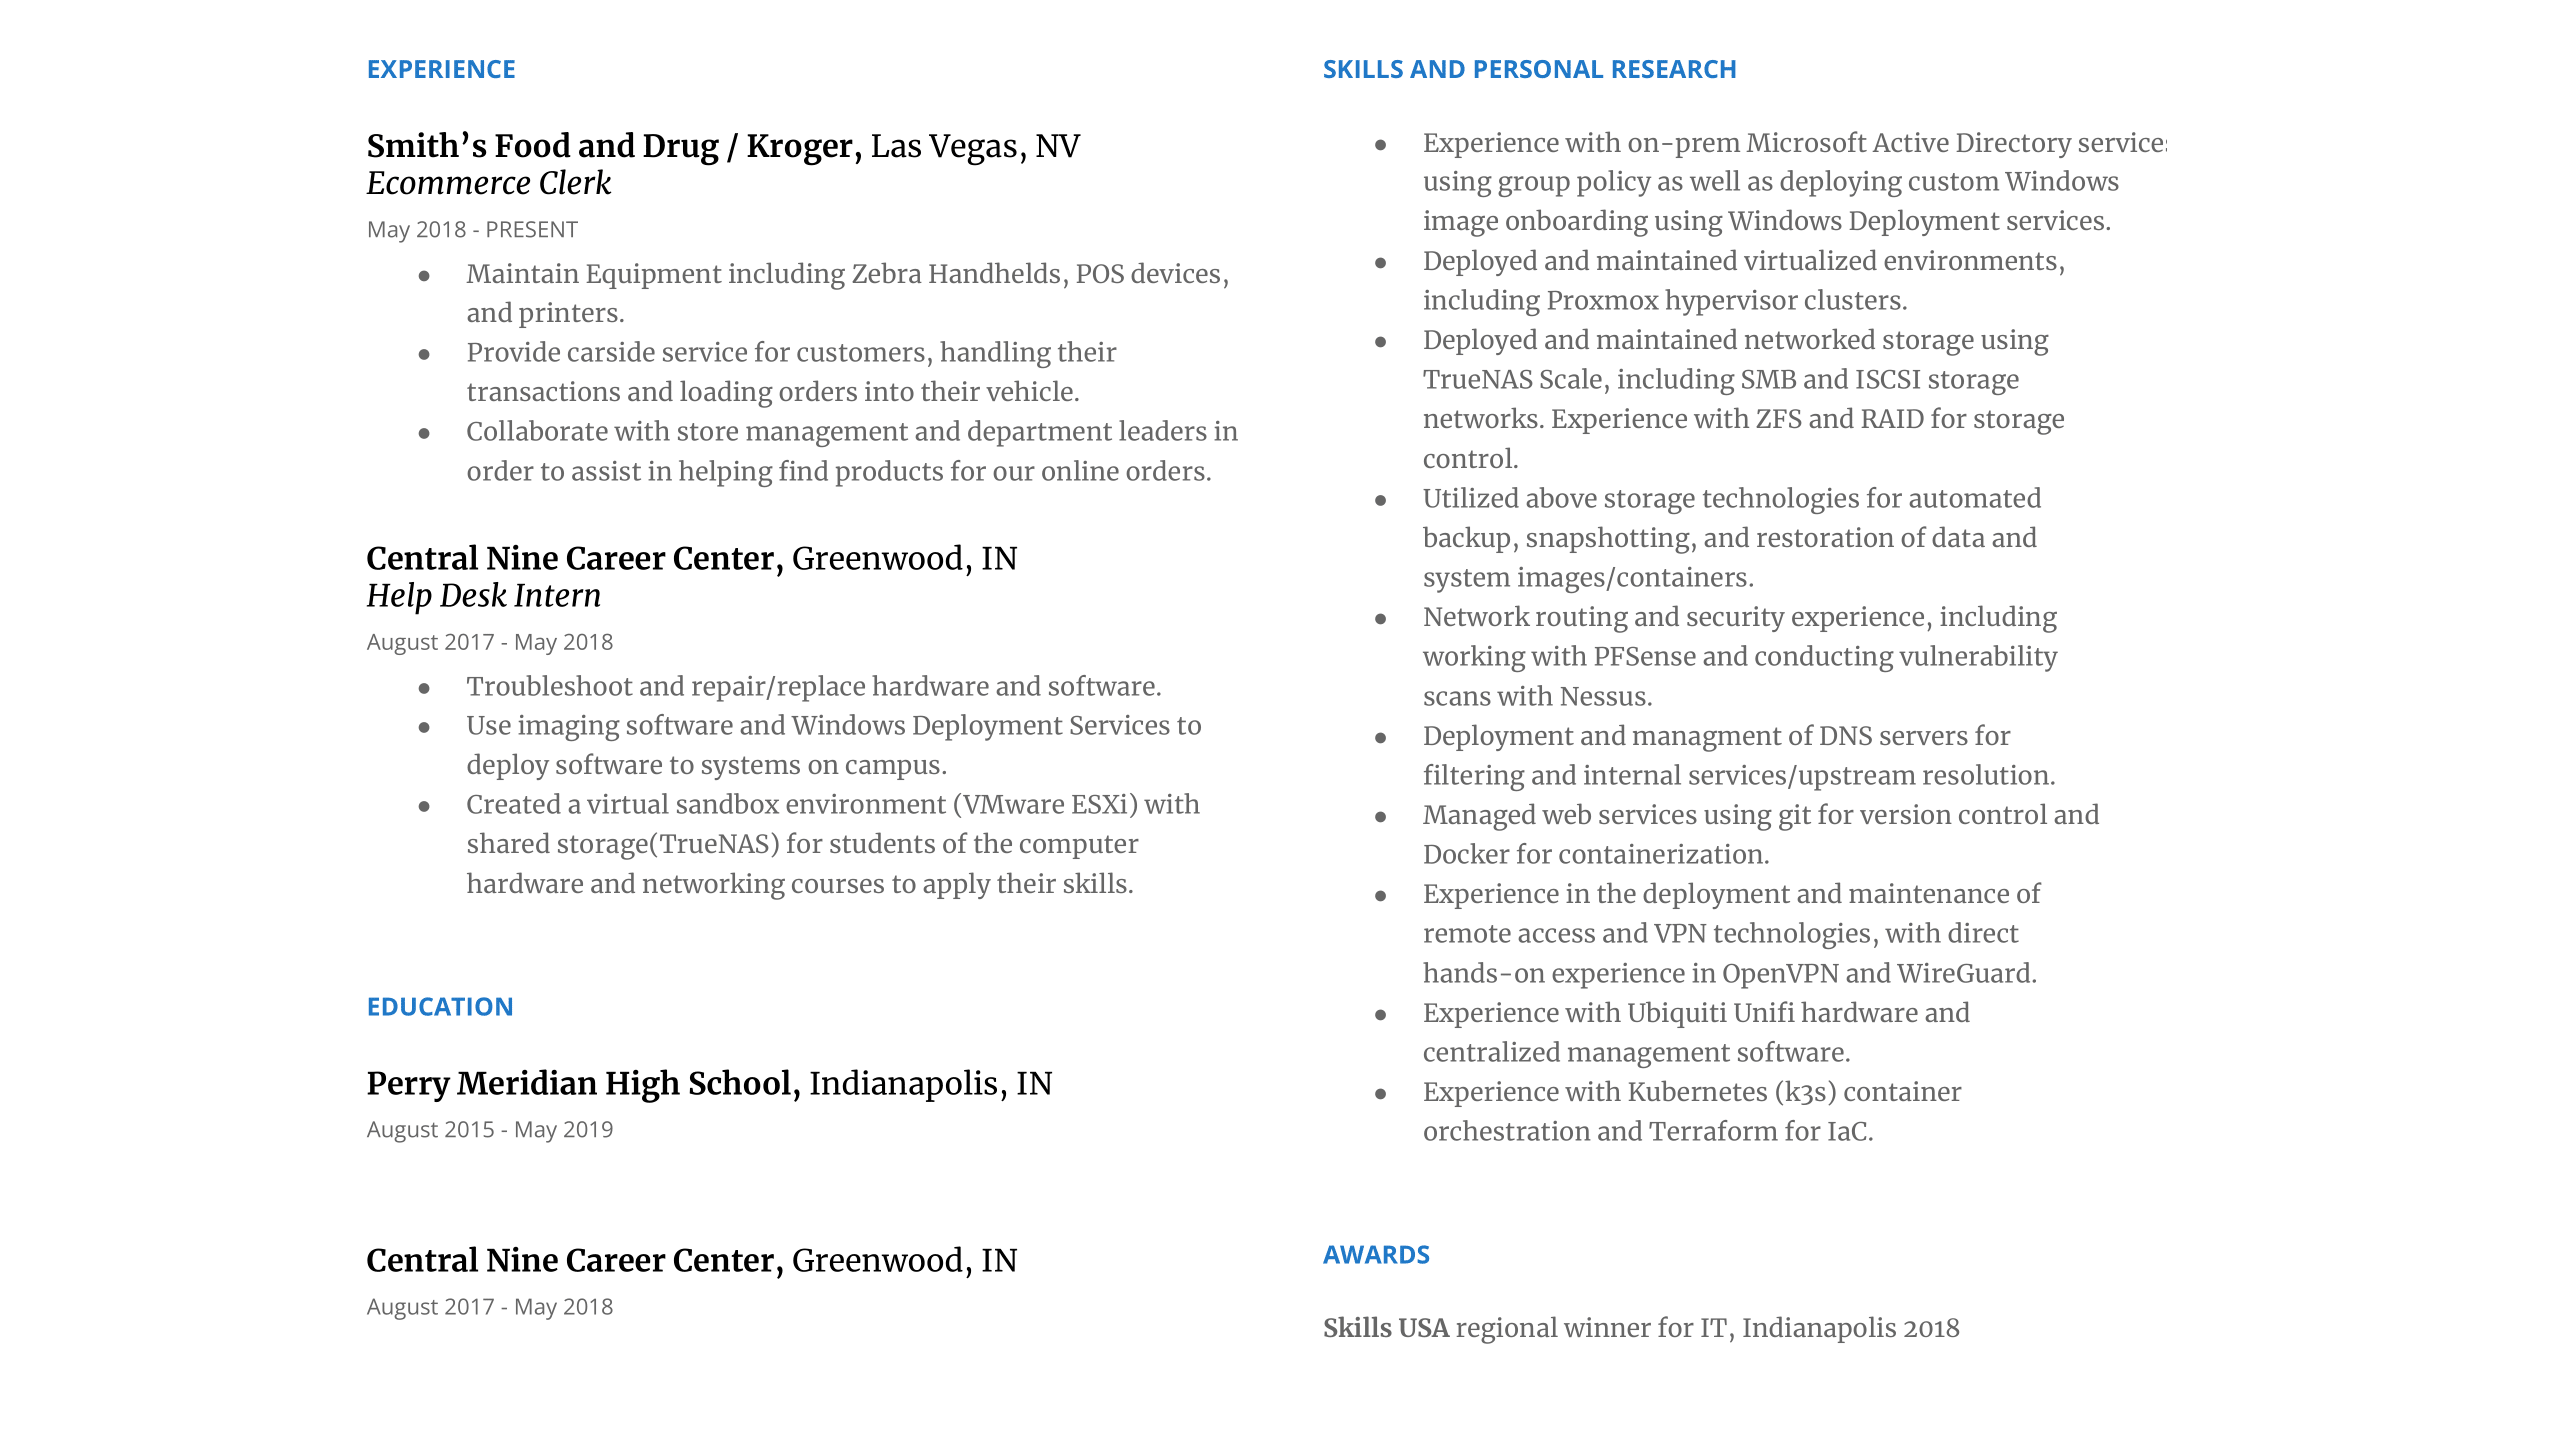 EXPERIENCE
Smith’s Food and Drug / Kroger, Las Vegas, NV
Ecommerce Clerk
May 2018 - PRESENT
● Maintain Equipment including Zebra Handhelds, POS devices,
and printers.
● Provide carside service for customers, handling their
transactions and loading orders into their vehicle.
● Collaborate with store management and department leaders in
order to assist in helping find products for our online orders.
Central Nine Career Center, Greenwood, IN
Help Desk Intern
August 2017 - May 2018
● Troubleshoot and repair/replace hardware and software.
● Use imaging software and Windows Deployment Services to
deploy software to systems on campus.
● Created a virtual sandbox environment (VMware ESXi) with
shared storage(TrueNAS) for students of the computer
hardware and networking courses to apply their skills.
EDUCATION
Perry Meridian High School, Indianapolis, IN
August 2015 - May 2019
Central Nine Career Center, Greenwood, IN
August 2017 - May 2018
SKILLS AND PERSONAL RESEARCH
● Experience with on-prem Microsoft Active Directory services
using group policy as well as deploying custom Windows
image onboarding using Windows Deployment services.
● Deployed and maintained virtualized environments,
including Proxmox hypervisor clusters.
● Deployed and maintained networked storage using
TrueNAS Scale, including SMB and ISCSI storage
networks. Experience with ZFS and RAID for storage
control.
● Utilized above storage technologies for automated
backup, snapshotting, and restoration of data and
system images/containers.
● Network routing and security experience, including
working with PFSense and conducting vulnerability
scans with Nessus.
● Deployment and managment of DNS servers for
filtering and internal services/upstream resolution.
● Managed web services using git for version control and
Docker for containerization.
● Experience in the deployment and maintenance of
remote access and VPN technologies, with direct
hands-on experience in OpenVPN and WireGuard.
● Experience with Ubiquiti Unifi hardware and
centralized management software.
● Experience with Kubernetes (k3s) container
orchestration and Terraform for IaC.
AWARDS
Skills USA regional winner for IT, Indianapolis 2018